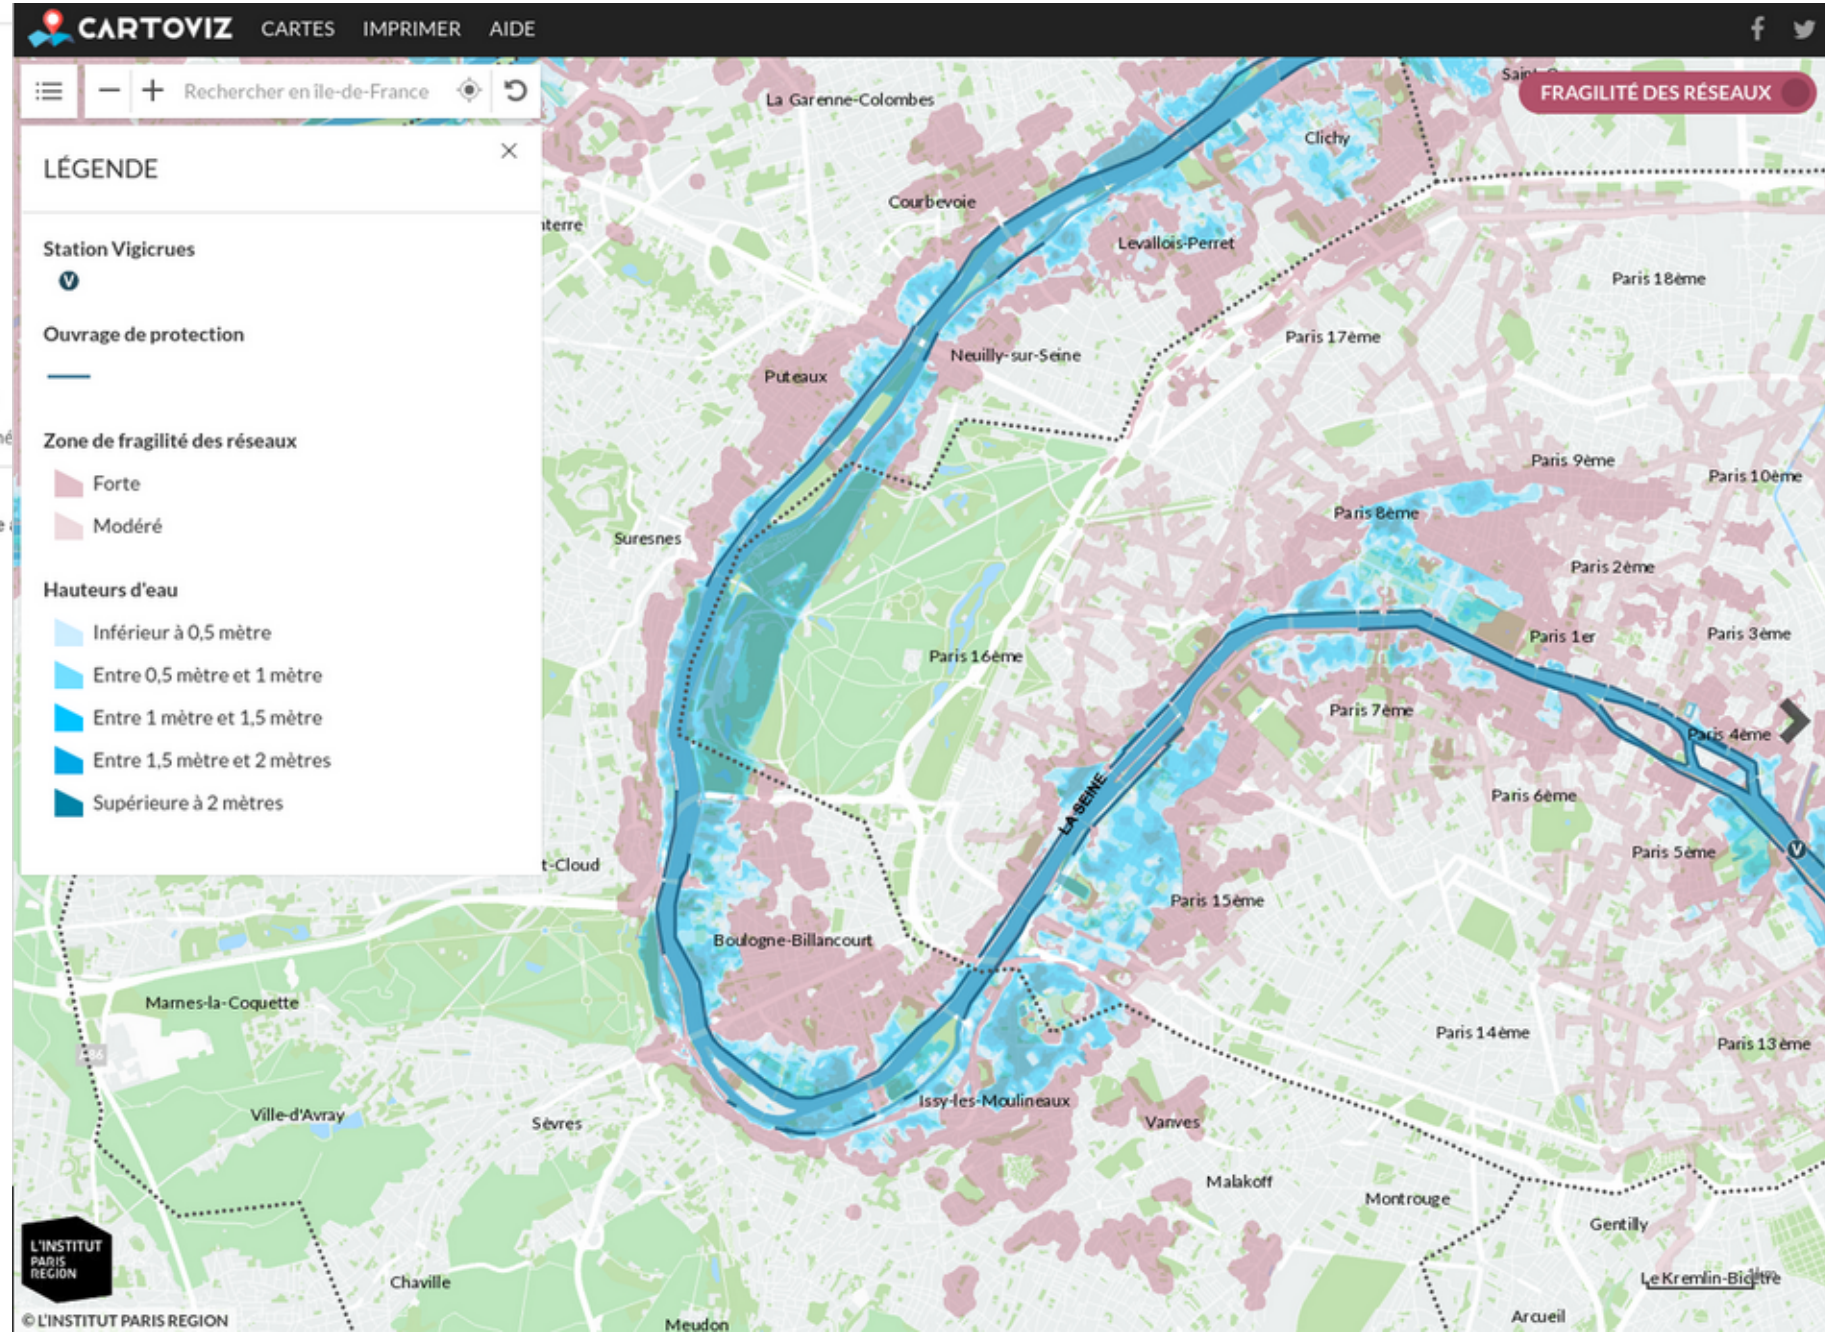 CARTOVIZ CARTES IMPRIMER AIDE
Rechercher en île-de-France
FRAGILITÉ DES RÉSEAUX
LÉGENDE
Station Vigicrues
V
Ouvrage de protection
Zone de fragilité des réseaux
Forte
Modéré
Hauteurs d'eau
Inférieur à 0,5 mètre
Entre 0,5 mètre et 1 mètre
Entre 1 mètre et 1,5 mètre
Entre 1,5 mètre et 2 mètres
Supérieure à 2 mètres
La Garenne-Colombes
Clichy
Courbevoie
nterre
Levallois-Perret
Paris 18ème
Paris 17ème
Neuilly-sur-Seine
Puteaux
Paris 9ème
Paris 10ème
Paris 8ème
Suresnes
Paris 2ème
Paris 1er
Paris 3ème
Paris 16ème
Paris 7ème
Paris 4ème
LA SEINE
Paris 6ème
V
Paris 5ème
t-Cloud
Paris 15ème
Boulogne-Billancourt
Marnes-la-Coquette
Paris 14ème
Paris 13ème
Issy-les-Moulineaux
Ville-d'Avray
Sèvres
Vanves
Malakoff
Montrouge
Gentilly
Chaville
Le Kremlin-Bicêtre
Arcueil
Meudon
L'INSTITUT
PARIS
REGION
© L'INSTITUT PARIS REGION